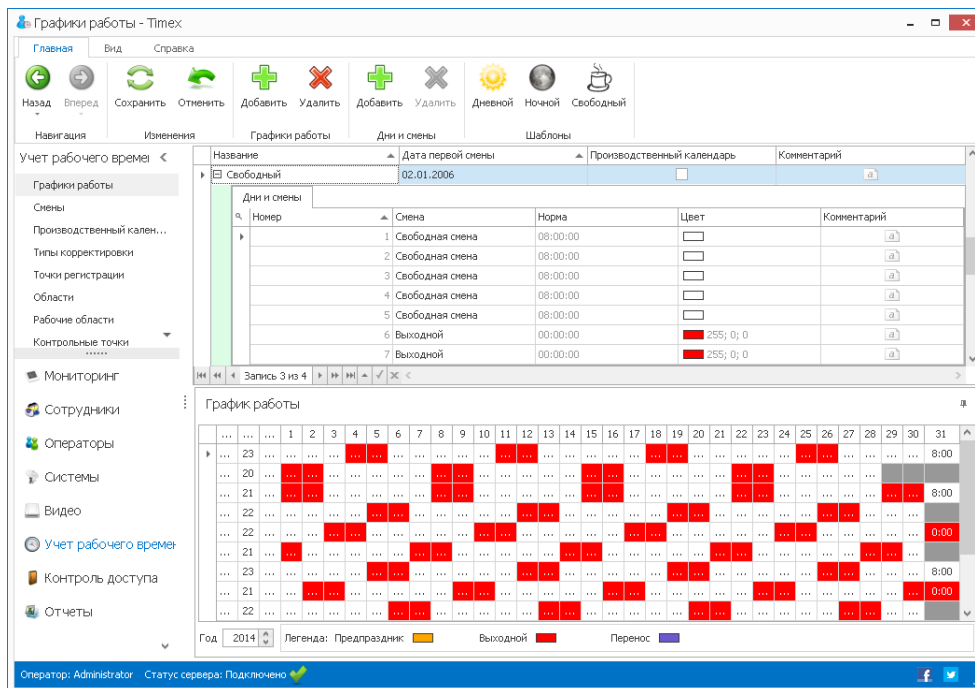 Графики работы - Timex
Главная Вид Справка
Назад Вперед Сохранить Отменить Добавить Удалить Добавить Удалить Дневной Ночной Свободный
Навигация Изменения Графики работы Дни и смены Шаблоны
Учет рабочего времеі
Графики работы
Смены
Производственный кален...
Типы корректировки
Точки регистрации
Области
Рабочие области
Контрольные точки
Мониторинг
Сотрудники
Операторы
Системы
Видео
Учет рабочего времен
Контроль доступа
Отчеты
Название Дата первой смены Производственный календарь Комментарий
Свободный 02.01.2006 a
Дни и смены
Номер Смена Норма Цвет Комментарий
1 Свободная смена 08:00:00 a
2 Свободная смена 08:00:00 a
3 Свободная смена 08:00:00 a
4 Свободная смена 08:00:00 a
5 Свободная смена 08:00:00 a
6 Выходной 00:00:00 255; 0; 0 a
7 Выходной 00:00:00 255; 0; 0 a
Запись 3 из 4
График работы
... ... ... 1 2 3 4 5 6 7 8 9 10 11 12 13 14 15 16 17 18 19 20 21 22 23 24 25 26 27 28 29 30 31
... 23 ... ... ... ... ... ... ... ... ... ... ... ... ... ... ... ... ... ... ... ... ... ... ... ... ... ... ... ... ... ... ... 8:00
... 20 ... ... ... ... ... ... ... ... ... ... ... ... ... ... ... ... ... ... ... ... ... ... ... ... ... ... ... ... ...
... 21 ... ... ... ... ... ... ... ... ... ... ... ... ... ... ... ... ... ... ... ... ... ... ... ... ... ... ... ... ... ... ... 8:00
... 22 ... ... ... ... ... ... ... ... ... ... ... ... ... ... ... ... ... ... ... ... ... ... ... ... ... ... ... ... ... ... ...
... 22 ... ... ... ... ... ... ... ... ... ... ... ... ... ... ... ... ... ... ... ... ... ... ... ... ... ... ... ... ... ... ... 0:00
... 21 ... ... ... ... ... ... ... ... ... ... ... ... ... ... ... ... ... ... ... ... ... ... ... ... ... ... ... ... ... ... ...
... 23 ... ... ... ... ... ... ... ... ... ... ... ... ... ... ... ... ... ... ... ... ... ... ... ... ... ... ... ... ... ... ... 8:00
... 21 ... ... ... ... ... ... ... ... ... ... ... ... ... ... ... ... ... ... ... ... ... ... ... ... ... ... ... ... ... ... ... 0:00
... 22 ... ... ... ... ... ... ... ... ... ... ... ... ... ... ... ... ... ... ... ... ... ... ... ... ... ... ... ... ... ... ...
Год 2014 Легенда: Предпраздник Выходной Перенос
Оператор: Administrator Статус сервера: Подключено